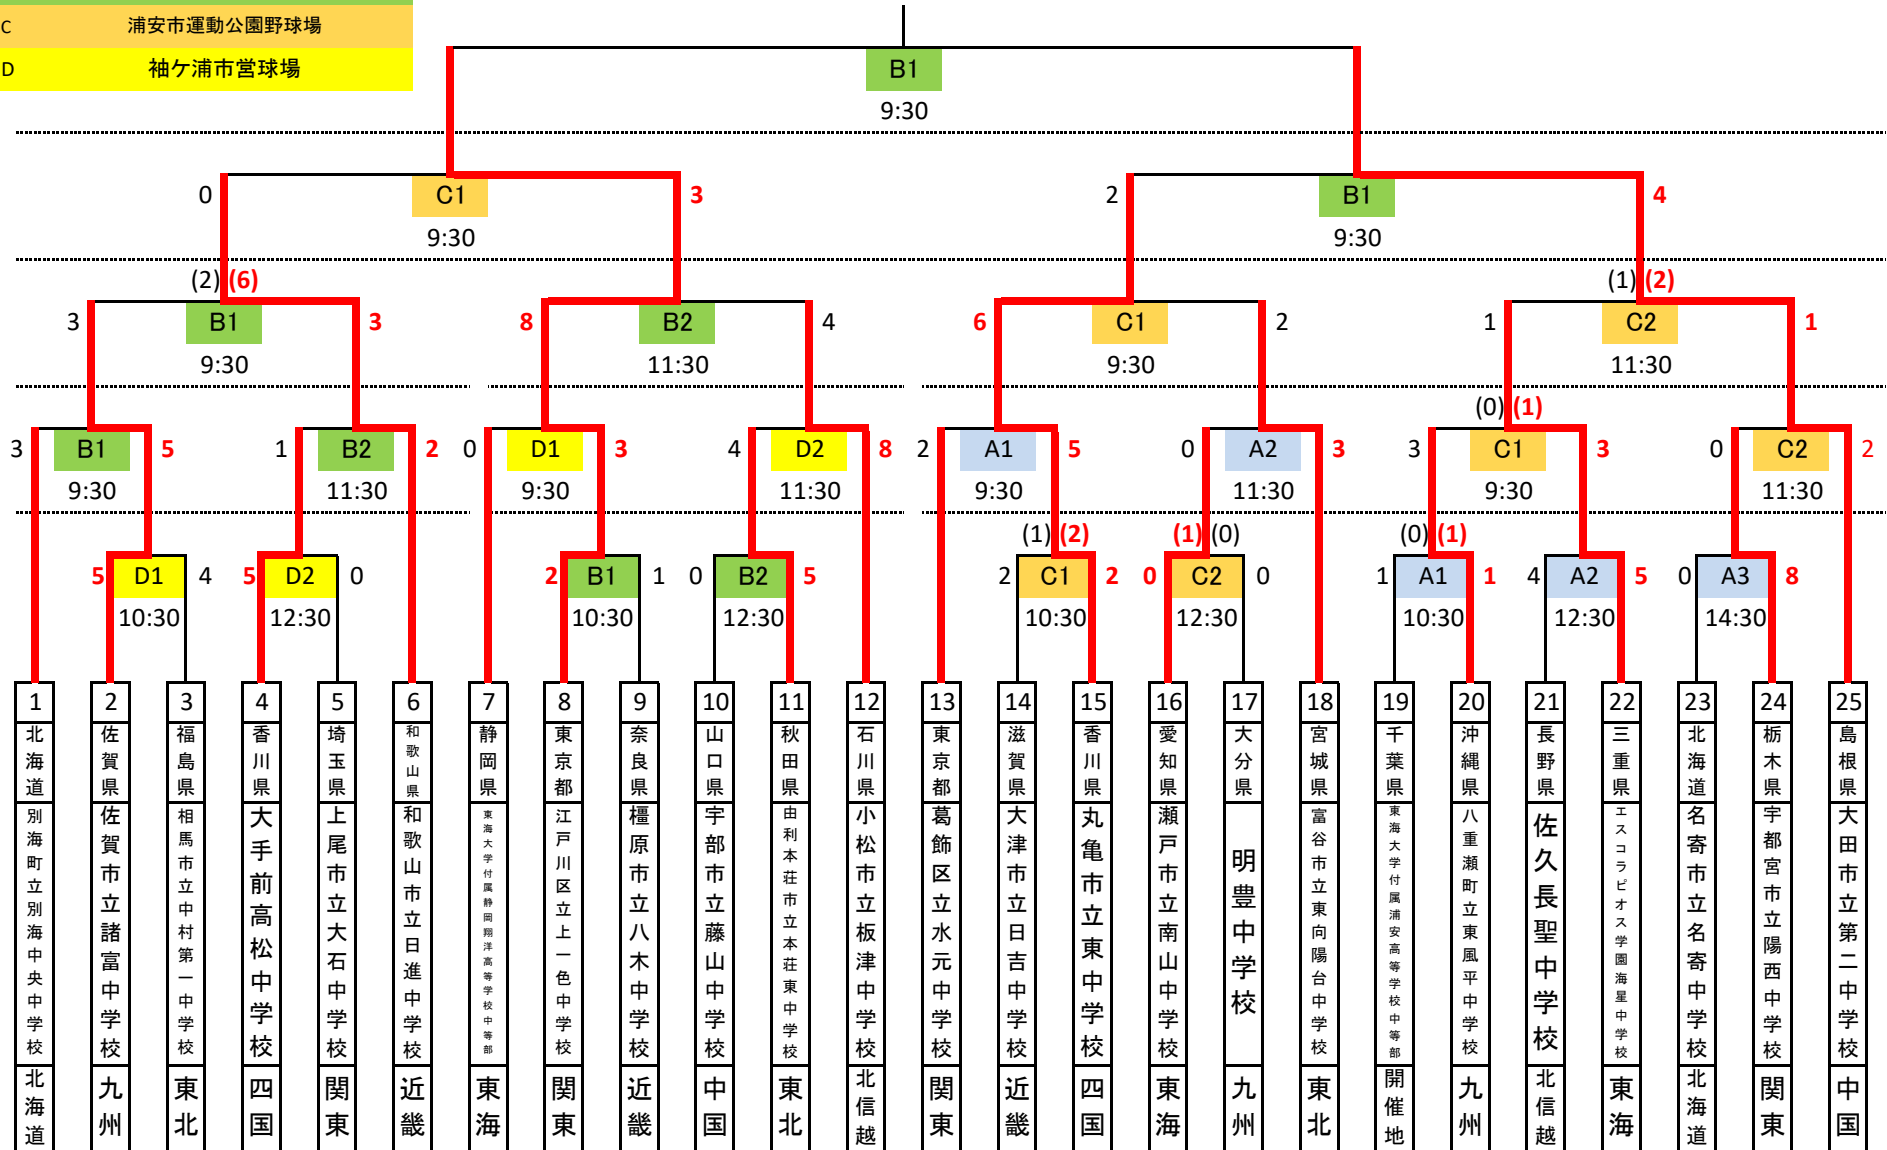 C 浦安市運動公園野球場
D 袖ケ浦市営球場
B1
9:30
0 C1 3 2 B1 4
9:30 9:30
(2) (6) (1) (2)
3 B1 3 8 B2 4 6 C1 2 1 C2 1
9:30 11:30 9:30 11:30
(0) (1)
3 B1 5 1 B2 2 0 D1 3 4 D2 8 2 A1 5 0 A2 3 3 C1 3 0 C2 2
9:30 11:30 9:30 11:30 9:30 11:30 9:30 11:30
(1) (2) (1) (0) (0) (1)
5 D1 4 5 D2 0 2 B1 1 0 B2 5 2 C1 2 0 C2 0 1 A1 1 4 A2 5 0 A3 8
10:30 12:30 10:30 12:30 10:30 12:30 10:30 12:30 14:30
1 北海道 別海町立別海中央中学校 北海道
2 佐賀県 佐賀市立諸富中学校 九州
3 福島県 相馬市立中村第一中学校 東北
4 香川県 大手前高松中学校 四国
5 埼玉県 上尾市立大石中学校 関東
6 和歌山県 和歌山市立日進中学校 近畿
7 静岡県 東海大学付属静岡翔洋高等学校中等部 東海
8 東京都 江戸川区立上一色中学校 関東
9 奈良県 橿原市立八木中学校 近畿
10 山口県 宇部市立藤山中学校 中国
11 秋田県 由利本荘市立本荘東中学校 東北
12 石川県 小松市立板津中学校 北信越
13 東京都 葛飾区立水元中学校 関東
14 滋賀県 大津市立日吉中学校 近畿
15 香川県 丸亀市立東中学校 四国
16 愛知県 瀬戸市立南山中学校 東海
17 大分県 明豊中学校 九州
18 宮城県 富谷市立東向陽台中学校 東北
19 千葉県 東海大学付属浦安高等学校中等部 開催地
20 沖縄県 八重瀬町立東風平中学校 九州
21 長野県 佐久長聖中学校 北信越
22 三重県 エスコラピオス学園海星中学校 東海
23 北海道 名寄市立名寄中学校 北海道
24 栃木県 宇都宮市立陽西中学校 関東
25 島根県 大田市立第二中学校 中国